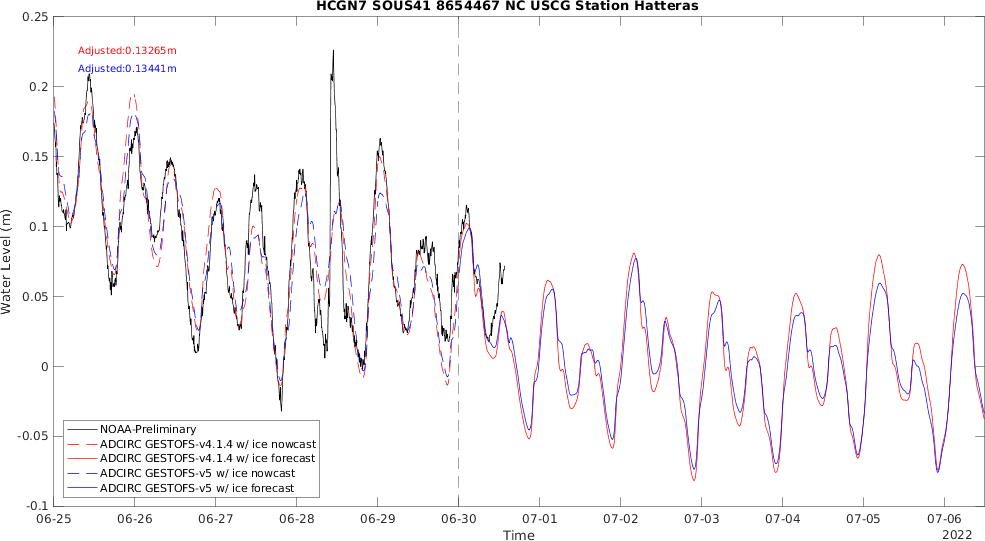 HCGN7 SOUS41 8654467 NC USCG Station Hatteras
Adjusted:0.13265m
Adjusted:0.13441m
Water Level (m)
0.25
0.2
0.15
0.1
0.05
0
-0.05
-0.1
NOAA-Preliminary
ADCIRC GESTOFS-v4.1.4 w/ ice nowcast
ADCIRC GESTOFS-v4.1.4 w/ ice forecast
ADCIRC GESTOFS-v5 w/ ice nowcast
ADCIRC GESTOFS-v5 w/ ice forecast
06-25 06-26 06-27 06-28 06-29 06-30 07-01 07-02 07-03 07-04 07-05 07-06
Time
2022